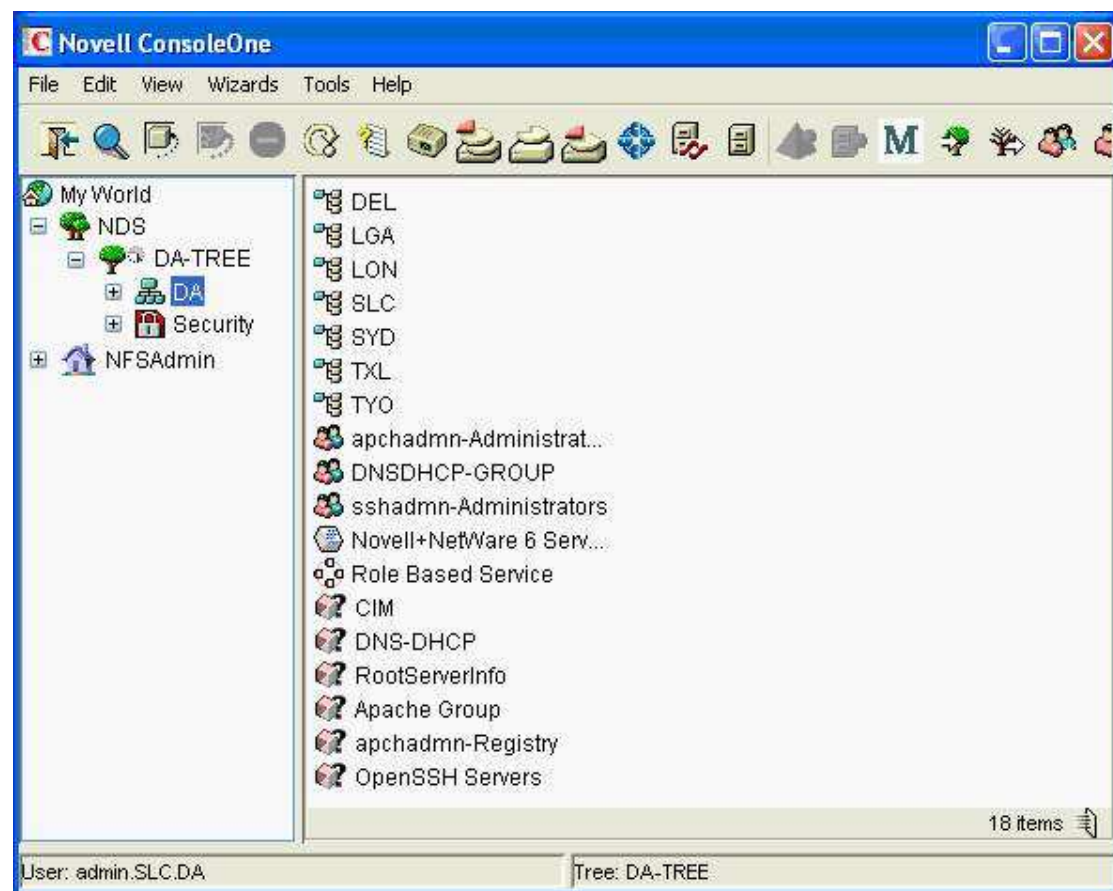 Novell ConsoleOne
File Edit View Wizards Tools Help
M
My World
NDS
DA-TREE
DA
Security
NFSAdmin
DEL
LGA
LON
SLC
SYD
TXL
TYO
apchadmn-Administrat...
DNSDHCP-GROUP
sshadmn-Administrators
Novell+NetWare 6 Serv...
Role Based Service
CIM
DNS-DHCP
RootServerInfo
Apache Group
apchadmn-Registry
OpenSSH Servers
18 items
User: admin.SLC.DA
Tree: DA-TREE